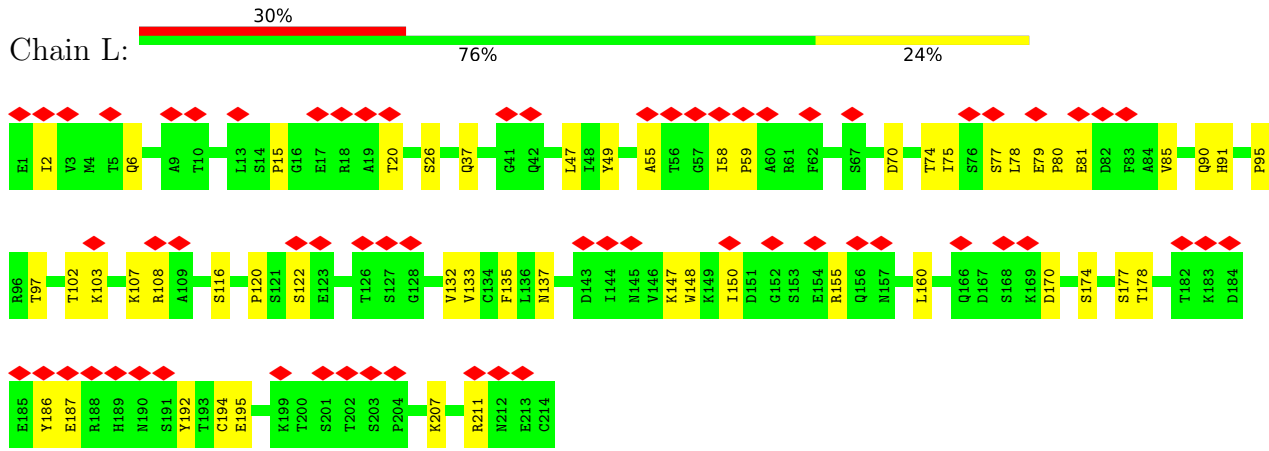 30%
Chain L:
76% 24%
E1 I2 V3 M4 T5 Q6 A9 T10 L13 S14 P15 G16 E17 R18 A19 T20 S26 Q37 G41 Q42 L47 I48 Y49 A55 T56 G57 I58 P59 A60 R61 F62 S67 D70 T74 I75 S76 S77 L78 E79 P80 E81 D82 F83 A84 V85 Q90 H91 P95
R96 T97 T102 K103 K107 R108 A109 S116 P120 S121 S122 E123 T126 S127 G128 V132 V133 C134 F135 L136 N137 D143 I144 N145 V146 K147 W148 K149 I150 D151 G152 S153 E154 R155 Q156 N157 L160 Q166 D167 S168 K169 D170 S174 S177 T178 T182 K183 D184
E185 Y186 E187 R188 H189 N190 S191 Y192 T193 C194 E195 K199 T200 S201 T202 S203 P204 K207 R211 N212 E213 C214